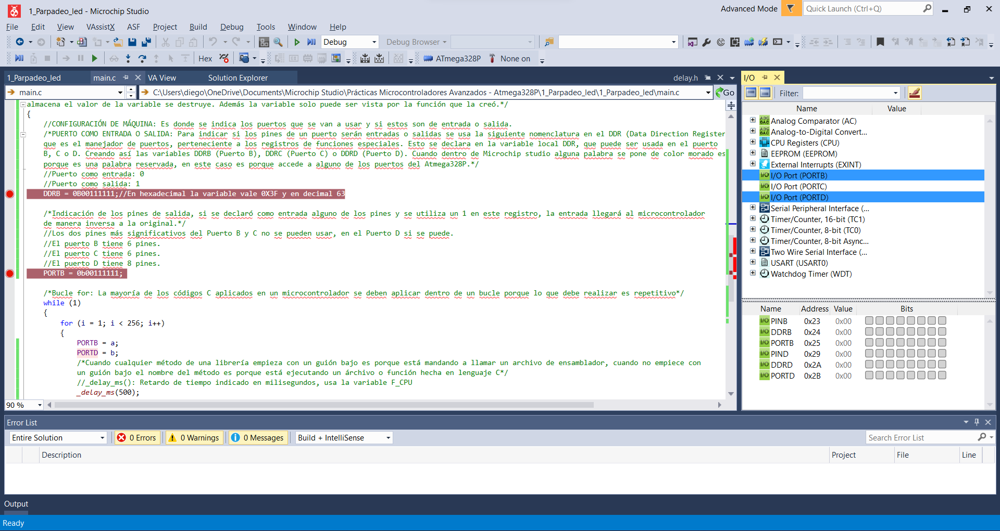 1_Parpadeo_led - Microchip Studio
Advanced Mode
Quick Launch (Ctrl+Q)
File Edit View VAssistX ASF Project Build Debug Tools Window Help
Debug
Debug Browser
Hex
ATmega328P
None on
1_Parpadeo_led
main.c
VA View
Solution Explorer
delay.h
main.c
C:\Users\diego\OneDrive\Documents\Microchip Studio\Prácticas Microcontroladores Avanzados - Atmega328P\1_Parpadeo_led\1_Parpadeo_led\main.c
Go
almacena el valor de la variable se destruye. Además la variable solo puede ser vista por la función que la creó.*/
{
//CONFIGURACIÓN DE MÁQUINA: Es donde se indica los puertos que se van a usar y si estos son de entrada o salida.
/*PUERTO COMO ENTRADA O SALIDA: Para indicar si los pines de un puerto serán entradas o salidas se usa la siguiente nomenclatura en el DDR (Data Direction Register
que es el manejador de puertos, perteneciente a los registros de funciones especiales. Esto se declara en la variable local DDR, que puede ser usada en el puerto
B, C o D. Creando así las variables DDRB (Puerto B), DDRC (Puerto C) o DDRD (Puerto D). Cuando dentro de Microchip studio alguna palabra se pone de color morado es
porque es una palabra reservada, en este caso es porque accede a alguno de los puertos del Atmega328P.*/
//Puerto como entrada: 0
//Puerto como salida: 1
DDRB = 0B00111111;//En hexadecimal la variable vale 0X3F y en decimal 63
/*Indicación de los pines de salida, si se declaró como entrada alguno de los pines y se utiliza un 1 en este registro, la entrada llegará al microcontrolador
de manera inversa a la original.*/
//Los dos pines más significativos del Puerto B y C no se pueden usar, en el Puerto D si se puede.
//El puerto B tiene 6 pines.
//El puerto C tiene 6 pines.
//El puerto D tiene 8 pines.
PORTB = 0b00111111;
/*Bucle for: La mayoría de los códigos C aplicados en un microcontrolador se deben aplicar dentro de un bucle porque lo que debe realizar es repetitivo*/
while (1)
{
for (i = 1; i < 256; i++)
{
PORTB = a;
PORTD = b;
/*Cuando cualquier método de una librería empieza con un guión bajo es porque está mandando a llamar un archivo de ensamblador, cuando no empiece con
un guión bajo el nombre del método es porque está ejecutando un árchivo o función hecha en lenguaje C*/
//_delay_ms(): Retardo de tiempo indicado en milisegundos, usa la variable F_CPU
_delay_ms(500);
90 %
I/O
Filter:
Name Value
Analog Comparator (AC)
Analog-to-Digital Convert...
CPU Registers (CPU)
EEPROM (EEPROM)
External Interrupts (EXINT)
I/O Port (PORTB)
I/O Port (PORTC)
I/O Port (PORTD)
Serial Peripheral Interface (...
Timer/Counter, 16-bit (TC1)
Timer/Counter, 8-bit (TC0)
Timer/Counter, 8-bit Async...
Two Wire Serial Interface (...
USART (USART0)
Watchdog Timer (WDT)
Name Address Value Bits
I/O PINB 0x23 0x00
I/O DDRB 0x24 0x00
I/O PORTB 0x25 0x00
I/O PIND 0x29 0x00
I/O DDRD 0x2A 0x00
I/O PORTD 0x2B 0x00
Error List
Entire Solution
0 Errors
0 Warnings
0 Messages
Build + IntelliSense
Search Error List
Description Project File Line
Output
Ready